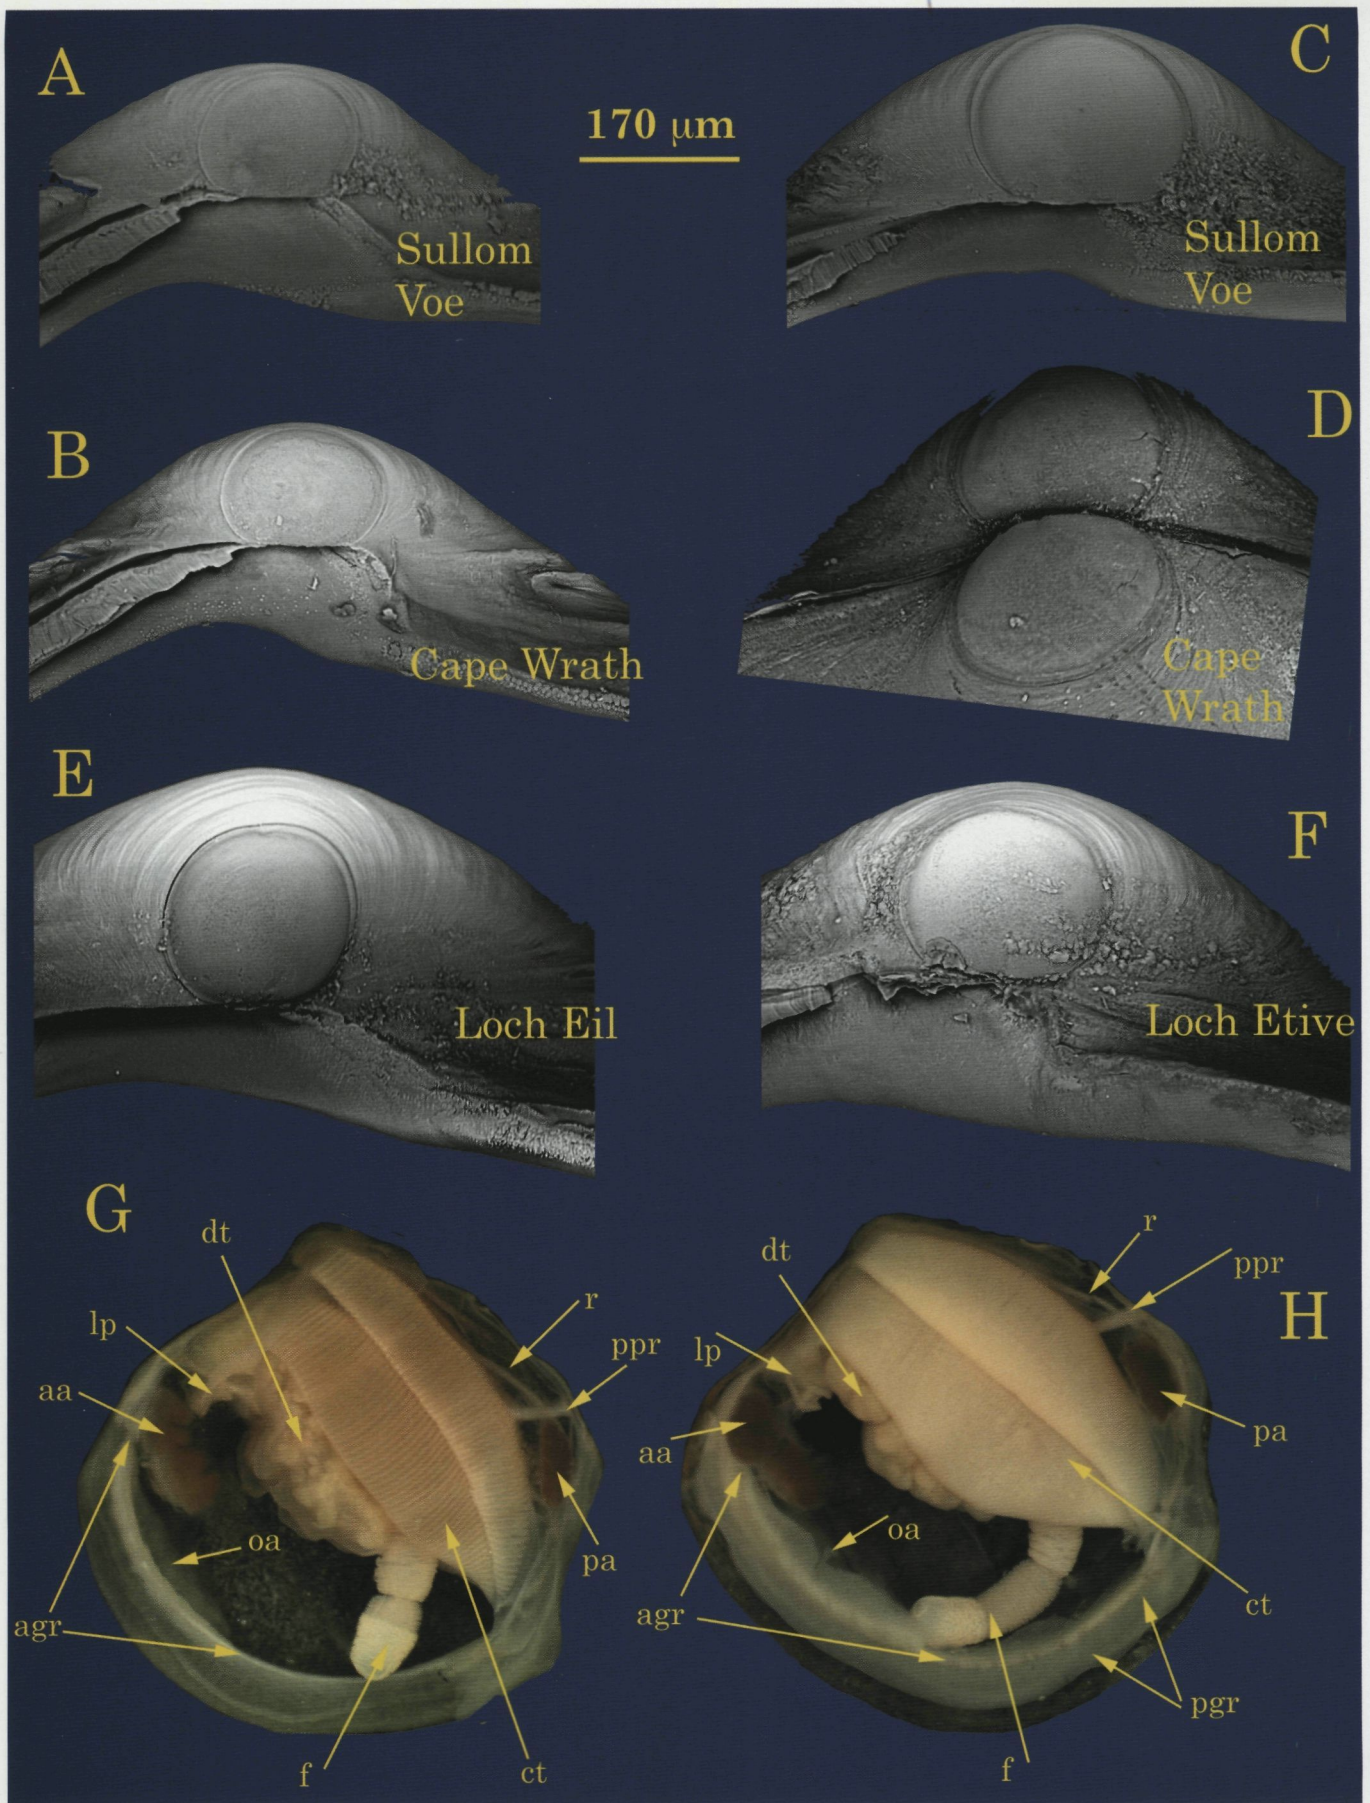 A
C
170 μm
Sullom
Voe
Sullom
Voe
B
D
Cape Wrath
Cape
Wrath
E
F
Loch Eil
Loch Etive
G
dt
lp
aa
r
ppr
oa
pa
agr
f
ct
H
dt
r
ppr
lp
aa
pa
oa
agr
ct
pgr
f